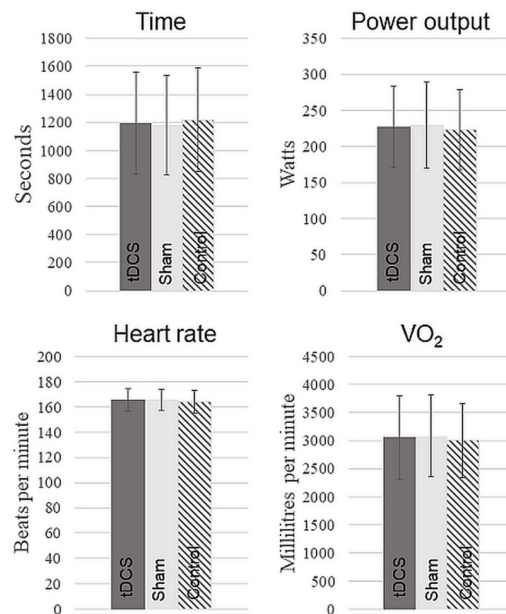 Time
Seconds
1800
1600
1400
1200
1000
800
600
400
200
0
tDCS
Sham
Control
Power output
Watts
350
300
250
200
150
100
50
0
tDCS
Sham
Control
Heart rate
Beats per minute
200
180
160
140
120
100
80
60
40
20
0
tDCS
Sham
Control
VO₂
Millilitres per minute
4500
4000
3500
3000
2500
2000
1500
1000
500
0
tDCS
Sham
Control